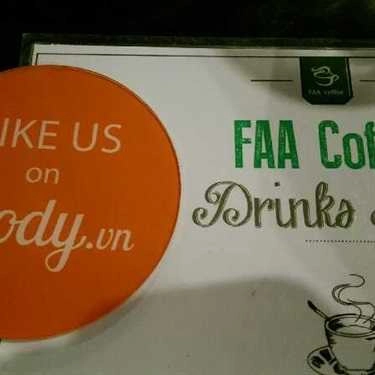 IKE US
on
ody.vn
FAA coffee
FAA Cof
Drinks